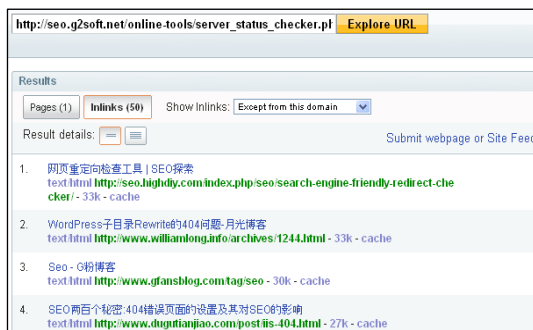 http://seo.g2soft.net/online-tools/server_status_checker.ph Explore URL
Results
Pages (1) Inlinks (50) Show Inlinks: Except from this domain
Result details: Submit webpage or Site Feed
1. 网页重定向检查工具 | SEO探索
text/html http://seo.highdiy.com/index.php/seo/search-engine-friendly-redirect-che
cker/ - 33k - cache
2. WordPress子目录Rewrite的404问题-月光博客
text/html http://www.williamlong.info/archives/1244.html - 33k - cache
3. Seo - G粉博客
text/html http://www.gfansblog.com/tag/seo - 30k - cache
4. SEO两百个秘密:404错误页面的设置及其对SEO的影响
text/html http://www.dugutianjiao.com/post/iis-404.html - 27k - cache